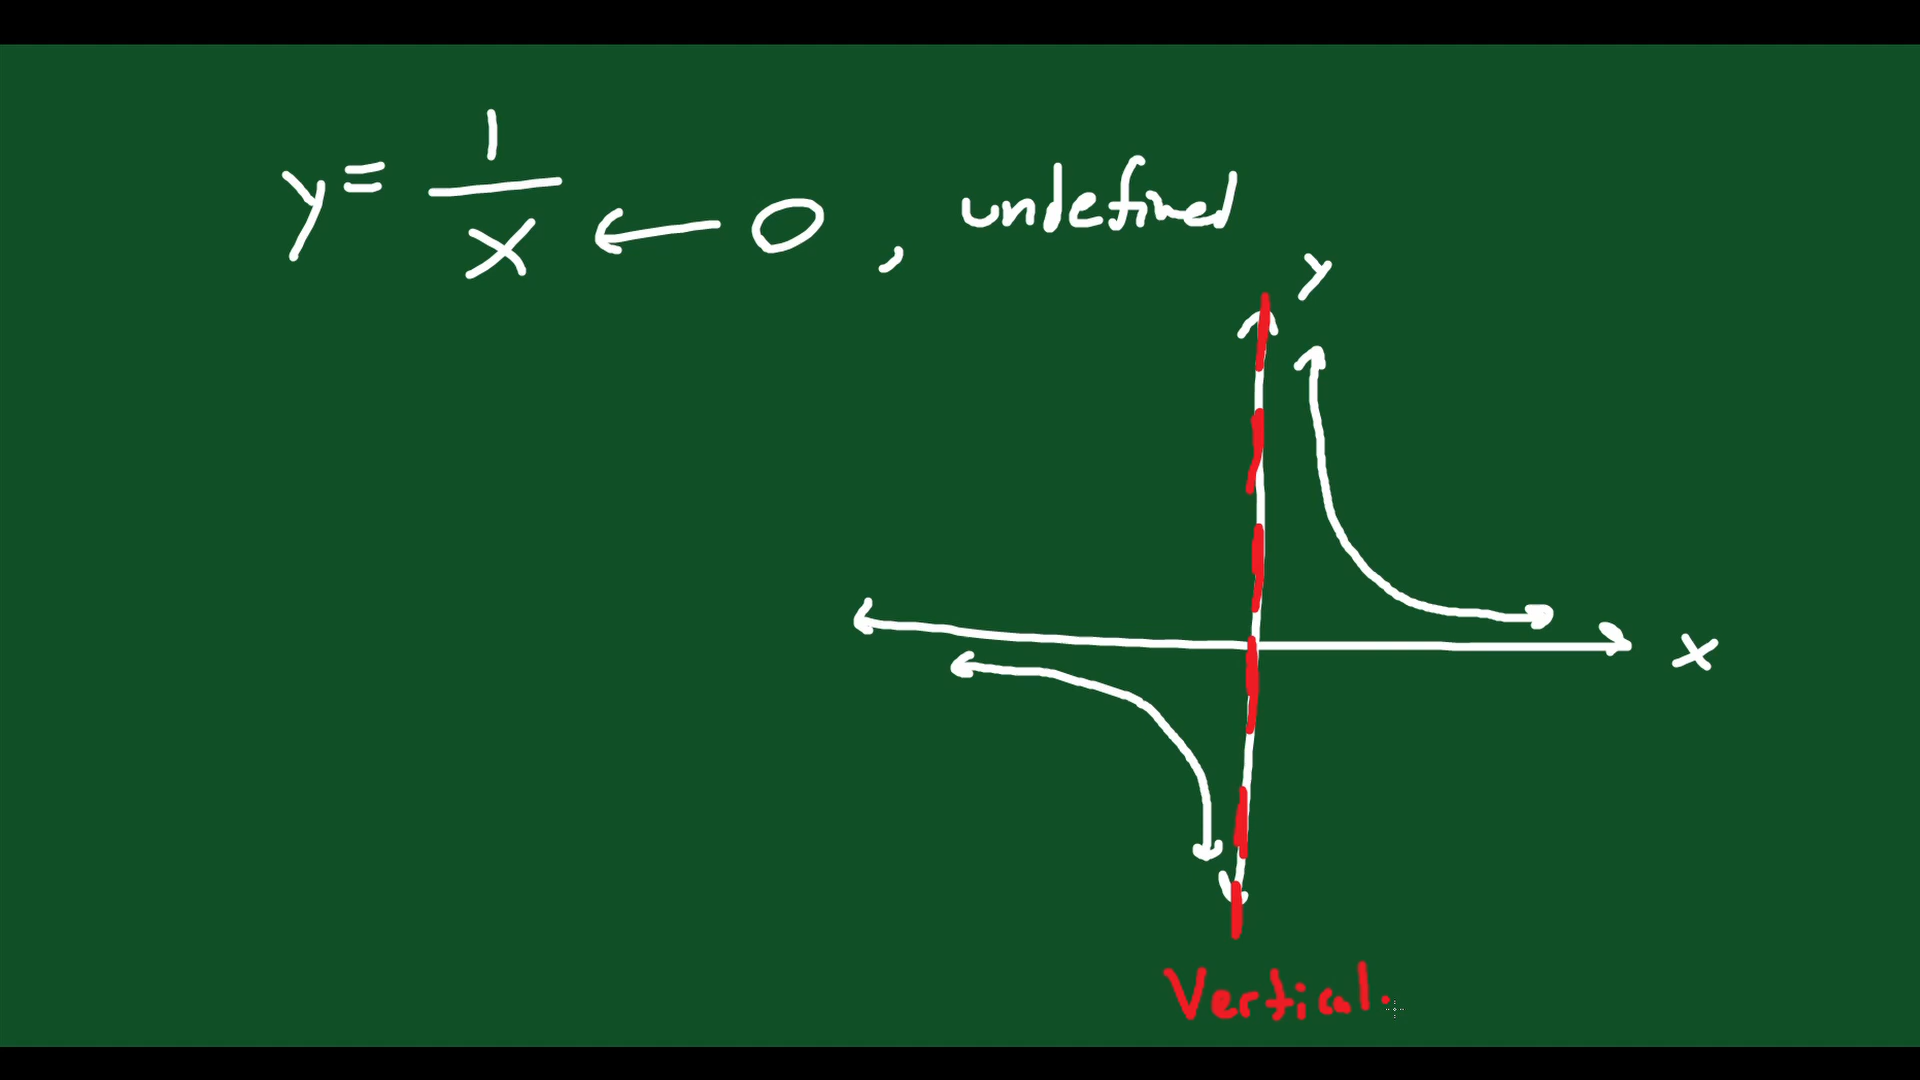 y = 1/x ← 0 , undefined
y
x
Vertical